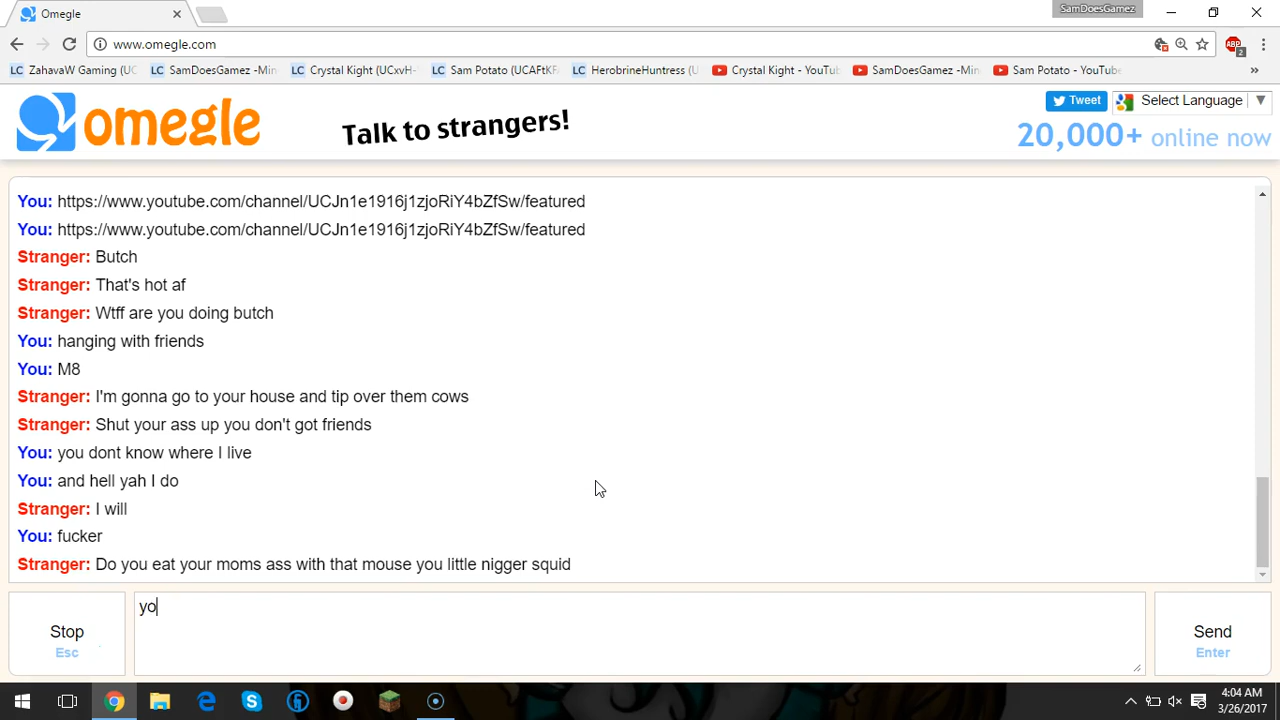 Omegle
SamDoesGamez
www.omegle.com
ABP
2
LC ZahavaW Gaming (UC
LC SamDoesGamez -Min
LC Crystal Kight (UCxvH-
LC Sam Potato (UCAFtKF
LC HerobrineHuntress (U
Crystal Kight - YouTu
SamDoesGamez -Min
Sam Potato - YouTube
»
omegle
Talk to strangers!
Tweet
Select Language
20,000+ online now
You: https://www.youtube.com/channel/UCJn1e1916j1zjoRiY4bZfSw/featured
You: https://www.youtube.com/channel/UCJn1e1916j1zjoRiY4bZfSw/featured
Stranger: Butch
Stranger: That's hot af
Stranger: Wtff are you doing butch
You: hanging with friends
You: M8
Stranger: I'm gonna go to your house and tip over them cows
Stranger: Shut your ass up you don't got friends
You: you dont know where I live
You: and hell yah I do
Stranger: I will
You: fucker
Stranger: Do you eat your moms ass with that mouse you little nigger squid
Stop
Esc
yo
Send
Enter
4:04 AM
3/26/2017